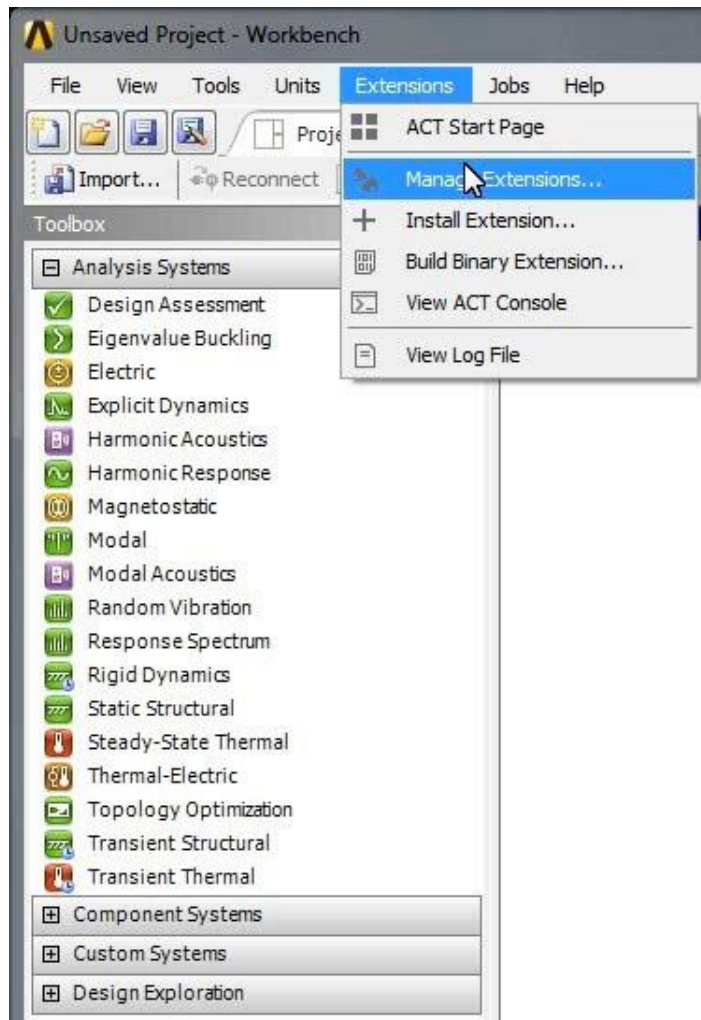 Unsaved Project - Workbench
File View Tools Units Extensions Jobs Help
Proje
ACT Start Page
Import... Reconnect
Manage Extensions...
Toolbox
Install Extension...
Analysis Systems
Build Binary Extension...
Design Assessment
View ACT Console
Eigenvalue Buckling
View Log File
Electric
Explicit Dynamics
Harmonic Acoustics
Harmonic Response
Magnetostatic
Modal
Modal Acoustics
Random Vibration
Response Spectrum
Rigid Dynamics
Static Structural
Steady-State Thermal
Thermal-Electric
Topology Optimization
Transient Structural
Transient Thermal
Component Systems
Custom Systems
Design Exploration